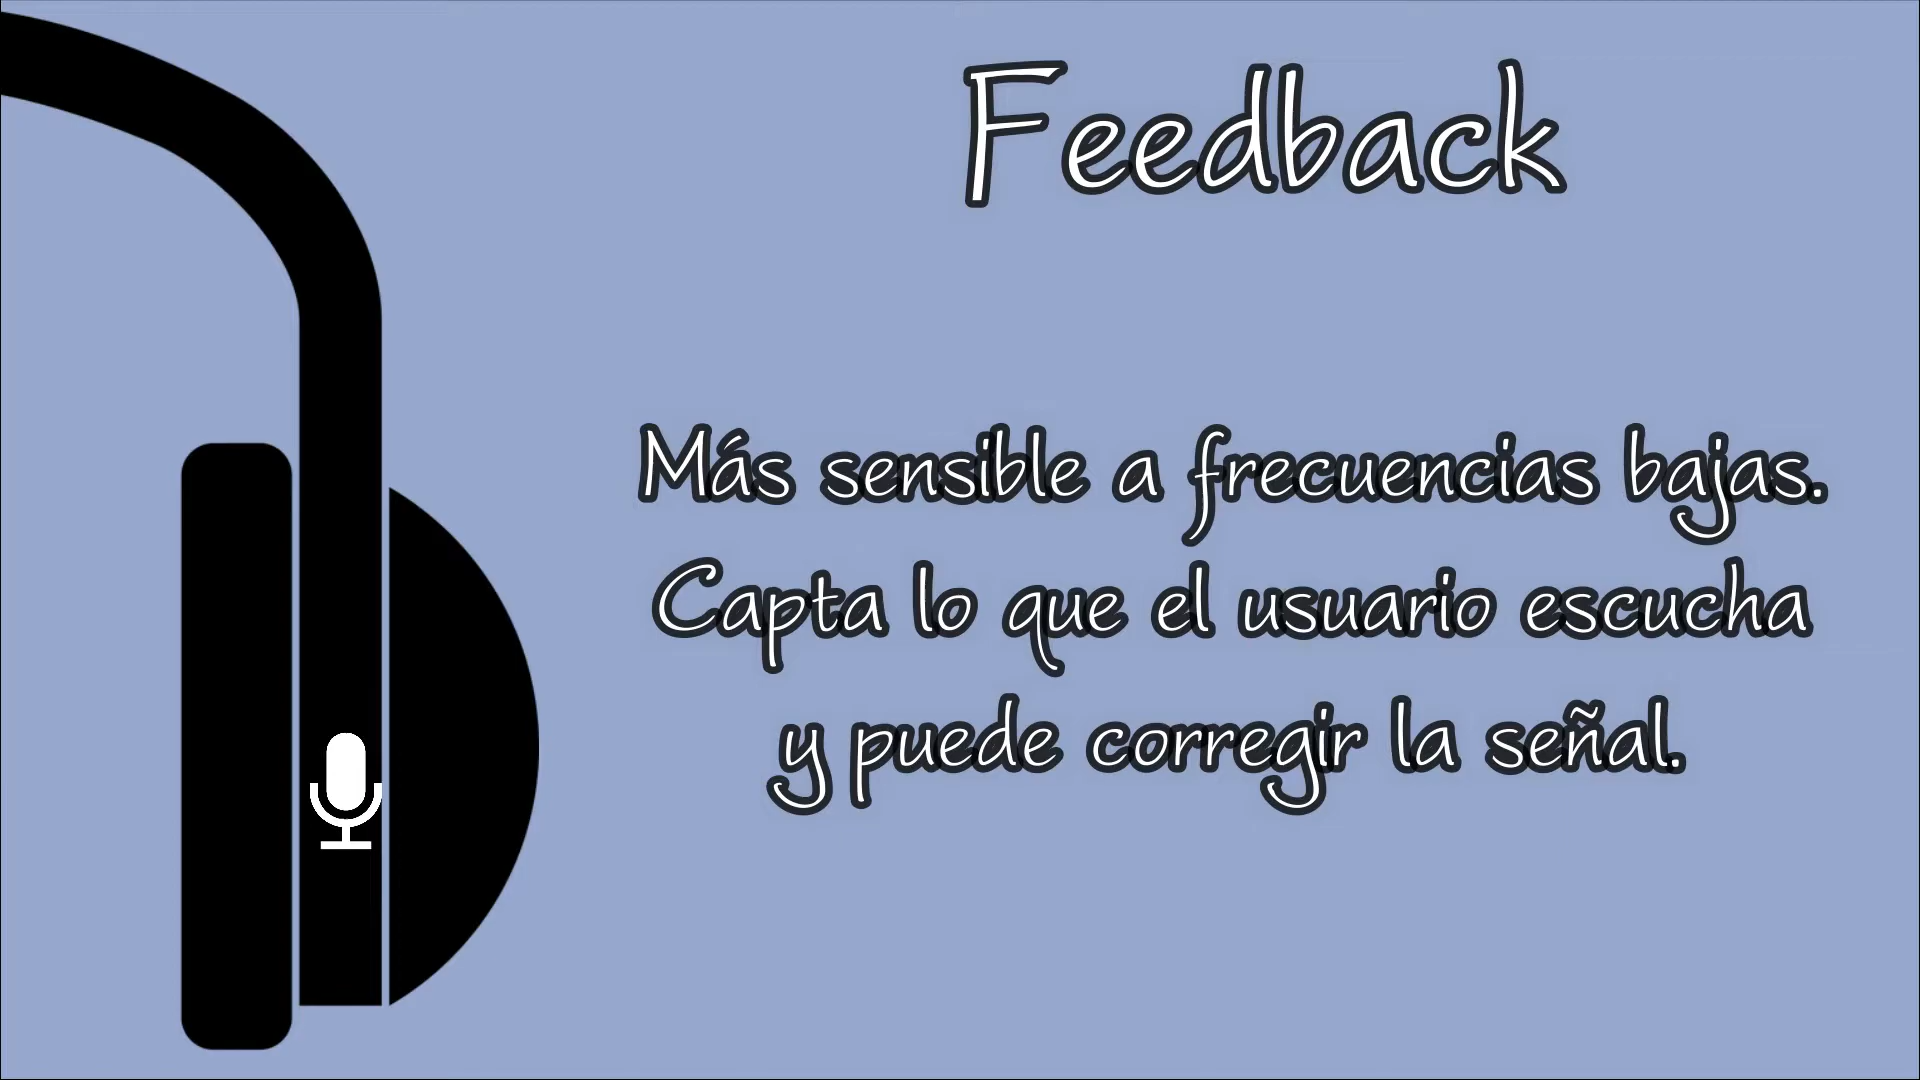 Feedback
Más sensible a frecuencias bajas.
Capta lo que el usuario escucha
y puede corregir la señal.